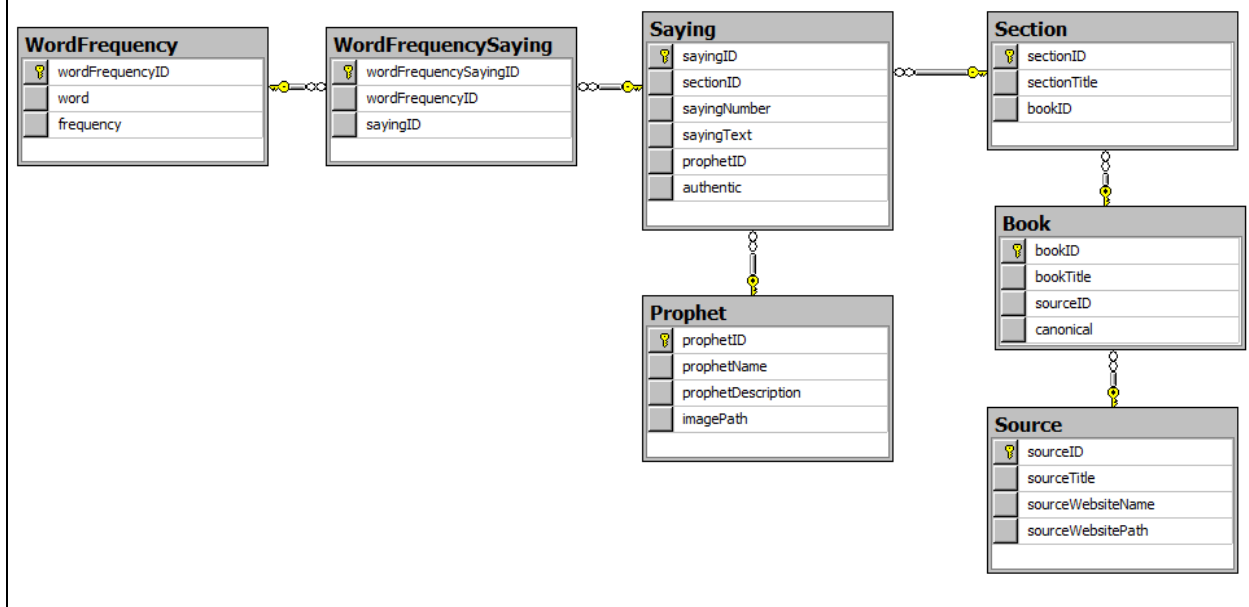 WordFrequency
wordFrequencyID
word
frequency
WordFrequencySaying
wordFrequencySayingID
wordFrequencyID
sayingID
Saying
sayingID
sectionID
sayingNumber
sayingText
prophetID
authentic
Section
sectionID
sectionTitle
bookID
Prophet
prophetID
prophetName
prophetDescription
imagePath
Book
bookID
bookTitle
sourceID
canonical
Source
sourceID
sourceTitle
sourceWebsiteName
sourceWebsitePath